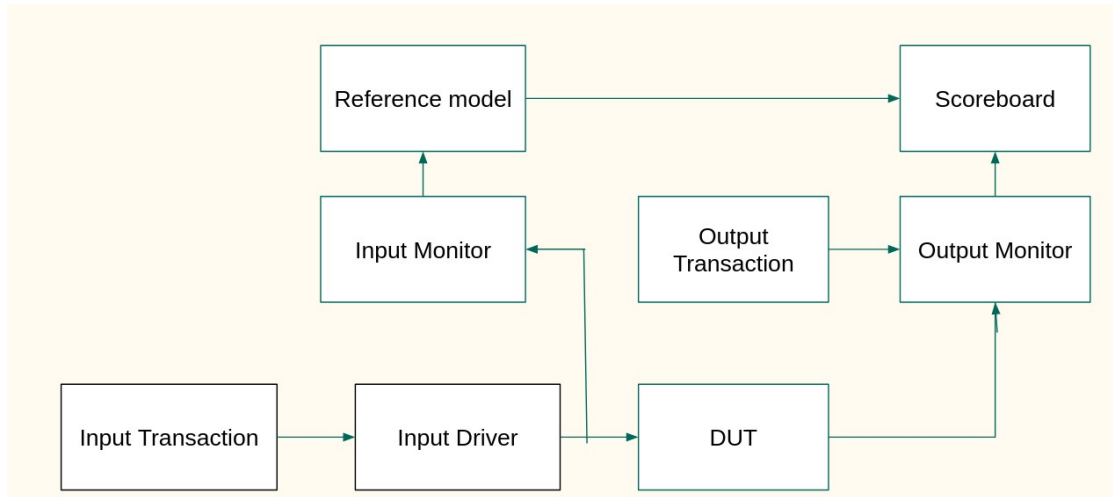 Reference model
Scoreboard
Input Monitor
Output
Transaction
Output Monitor
Input Transaction
Input Driver
DUT